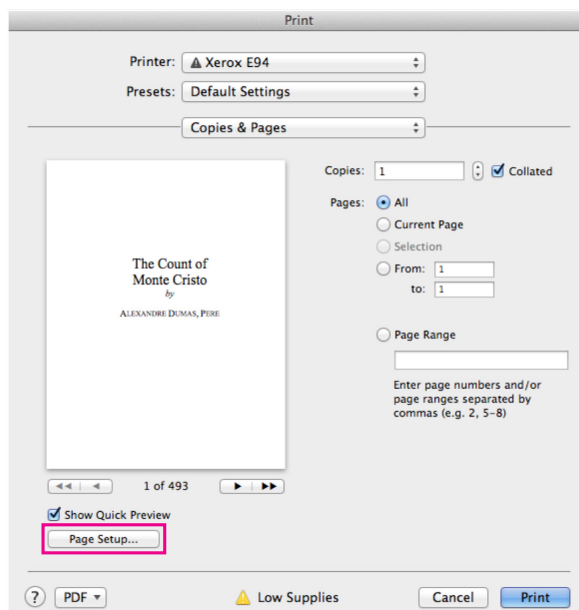 Print
Printer: Xerox E94
Presets: Default Settings
Copies & Pages
Copies: 1 Collated
Pages: All
Current Page
Selection
From: 1
to: 1
Page Range
Enter page numbers and/or
page ranges separated by
commas (e.g. 2, 5-8)
The Count of
Monte Cristo
by
ALEXANDRE DUMAS, PERE
1 of 493
Show Quick Preview
Page Setup...
? PDF Low Supplies Cancel Print